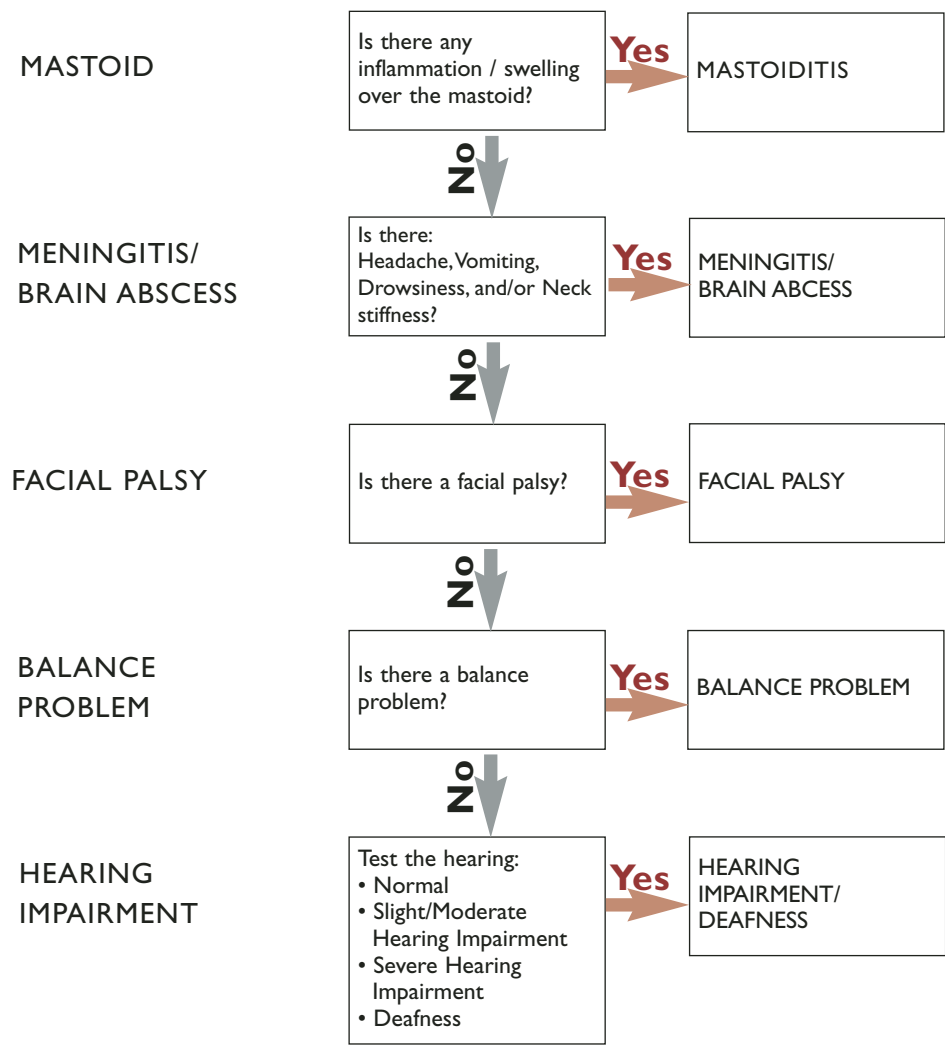 MASTOID
Is there any
inflammation / swelling
over the mastoid?
Yes
MASTOIDITIS
No
MENINGITIS/
BRAIN ABSCESS
Is there:
Headache, Vomiting,
Drowsiness, and/or Neck
stiffness?
Yes
MENINGITIS/
BRAIN ABCESS
No
FACIAL PALSY
Is there a facial palsy?
Yes
FACIAL PALSY
No
BALANCE
PROBLEM
Is there a balance
problem?
Yes
BALANCE PROBLEM
No
HEARING
IMPAIRMENT
Test the hearing:
• Normal
• Slight/Moderate
Hearing Impairment
• Severe Hearing
Impairment
• Deafness
Yes
HEARING
IMPAIRMENT/
DEAFNESS